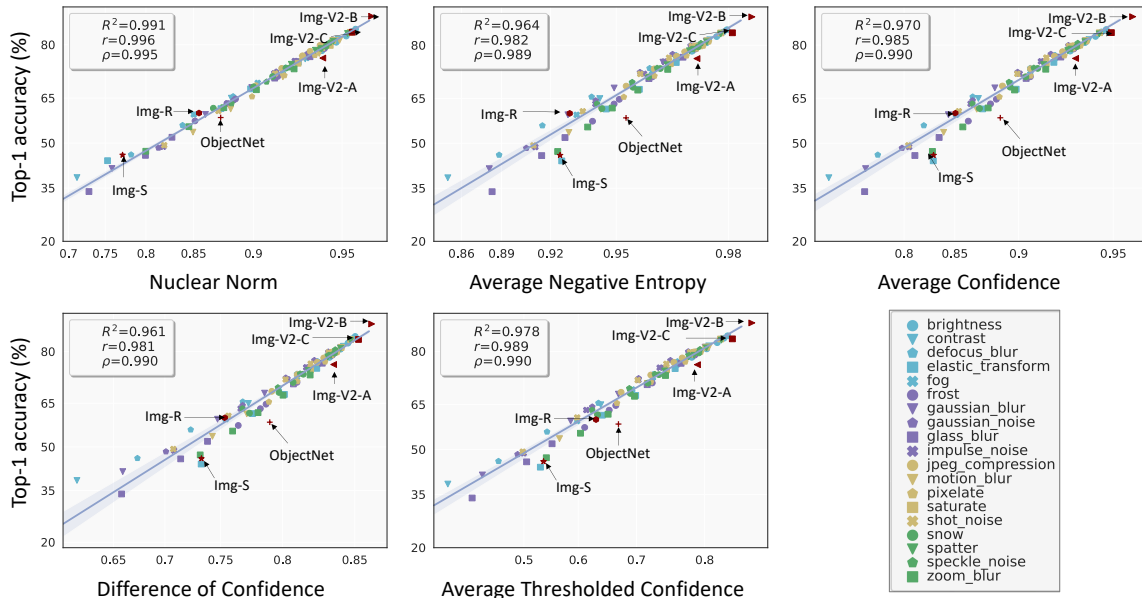 R²=0.991
r=0.996
ρ=0.995
Img-V2-B
Img-V2-C
Img-V2-A
Img-R
ObjectNet
Img-S
Top-1 accuracy (%)
80
65
50
35
20
0.7 0.75 0.8 0.85 0.9 0.95
Nuclear Norm
R²=0.964
r=0.982
ρ=0.989
Img-V2-B
Img-V2-C
Img-V2-A
Img-R
ObjectNet
Img-S
80
65
50
35
20
0.86 0.89 0.92 0.95 0.98
Average Negative Entropy
R²=0.970
r=0.985
ρ=0.990
Img-V2-B
Img-V2-C
Img-V2-A
Img-R
ObjectNet
Img-S
80
65
50
35
20
0.8 0.85 0.9 0.95
Average Confidence
R²=0.961
r=0.981
ρ=0.990
Img-V2-B
Img-V2-C
Img-V2-A
Img-R
ObjectNet
Img-S
Top-1 accuracy (%)
80
65
50
35
20
0.65 0.7 0.75 0.8 0.85
Difference of Confidence
R²=0.978
r=0.989
ρ=0.990
Img-V2-B
Img-V2-C
Img-V2-A
Img-R
ObjectNet
Img-S
80
65
50
35
20
0.5 0.6 0.7 0.8
Average Thresholded Confidence
brightness
contrast
defocus_blur
elastic_transform
fog
frost
gaussian_blur
gaussian_noise
glass_blur
impulse_noise
jpeg_compression
motion_blur
pixelate
saturate
shot_noise
snow
spatter
speckle_noise
zoom_blur